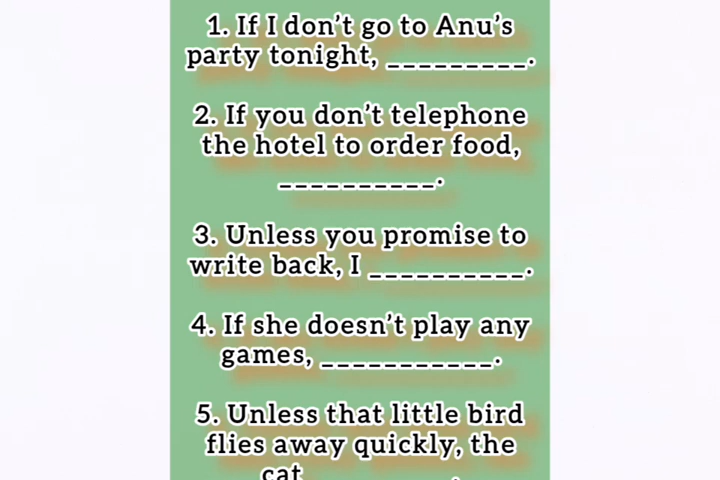 1. If I don't go to Anu's
party tonight, _________.
2. If you don't telephone
the hotel to order food,
__________.
3. Unless you promise to
write back, I __________.
4. If she doesn't play any
games, ___________.
5. Unless that little bird
flies away quickly, the
cat __________.